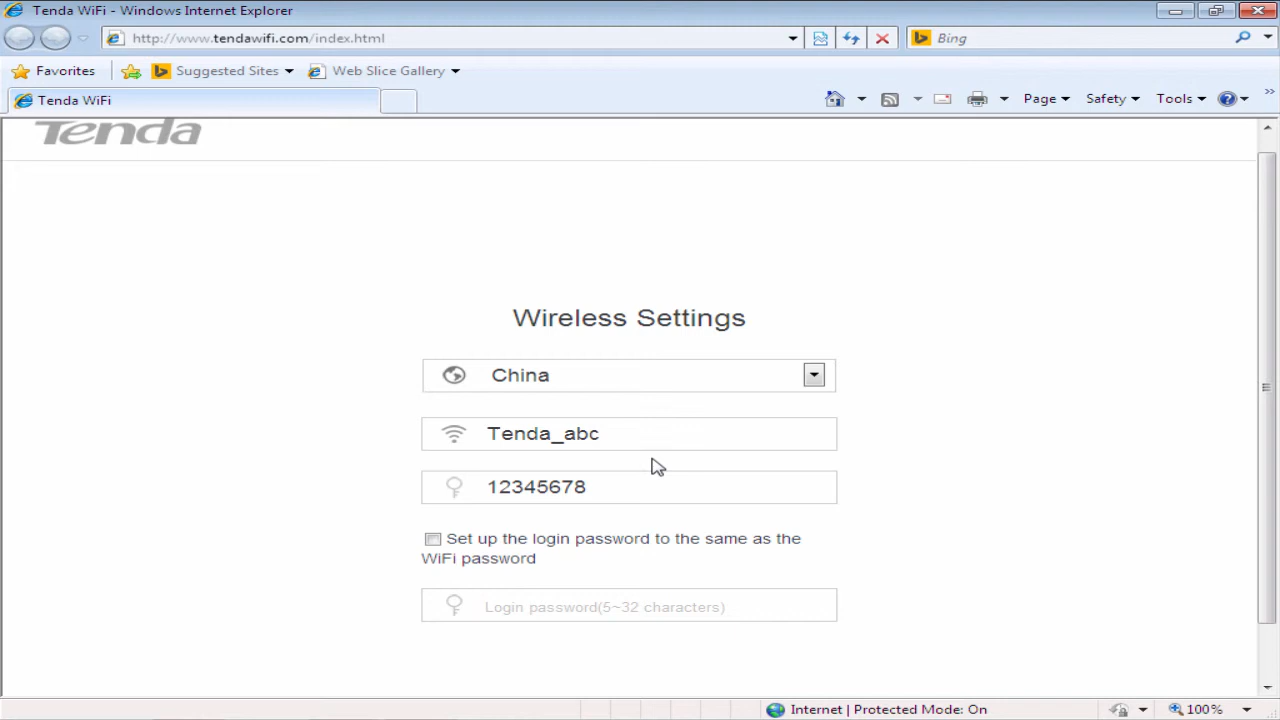 Tenda WiFi - Windows Internet Explorer
http://www.tendawifi.com/index.html
Bing
Favorites
Suggested Sites
Web Slice Gallery
Tenda WiFi
Page
Safety
Tools
»
Tenda
Wireless Settings
China
Tenda_abc
12345678
Set up the login password to the same as the
WiFi password
Login password(5~32 characters)
Internet | Protected Mode: On
100%